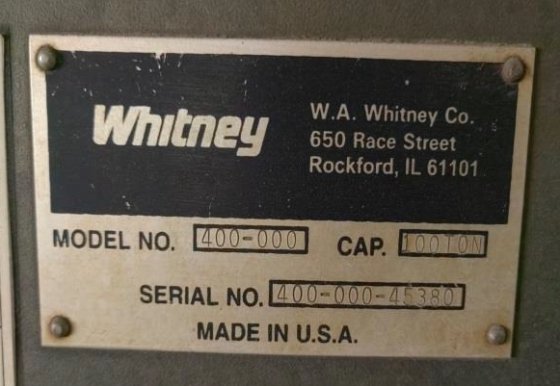 Whitney
W.A. Whitney Co.
650 Race Street
Rockford, IL 61101
MODEL NO. 400-000 CAP. 100TON
SERIAL NO. 400-000-45380
MADE IN U.S.A.